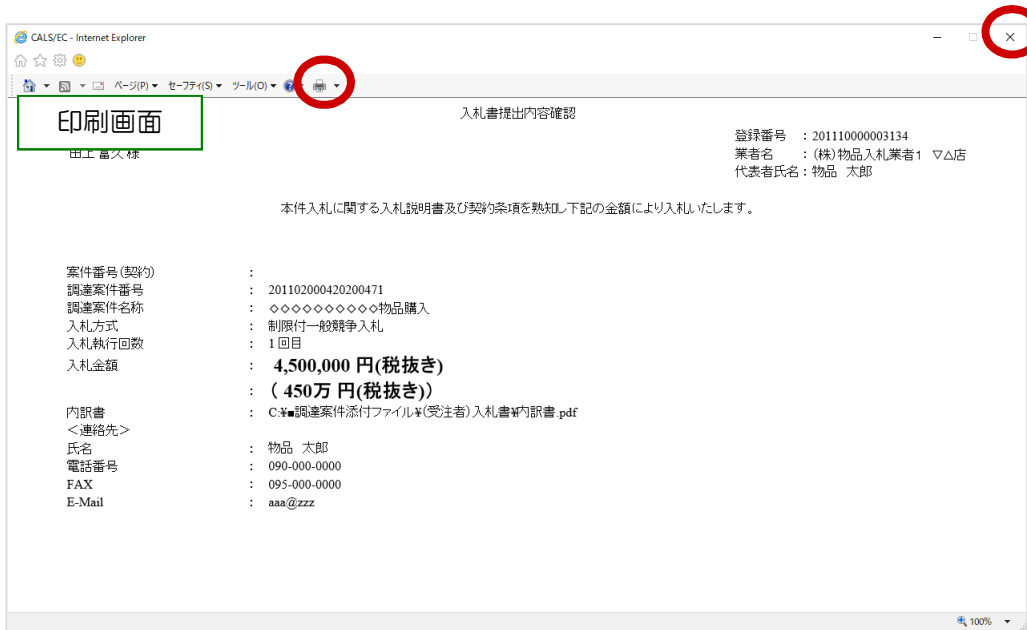 CALS/EC - Internet Explorer
ページ(P) セーフティ(S) ツール(O)
印刷画面
入札書提出内容確認
登録番号 : 201110000003134
田上 富久 様
業者名 : (株)物品入札業者1 ▽△店
代表者氏名 : 物品 太郎
本件入札に関する入札説明書及び契約条項を熟知し下記の金額により入札いたします。
案件番号(契約) :
調達案件番号 : 201102000420200471
調達案件名称 : ◇◇◇◇◇◇◇◇◇◇物品購入
入札方式 : 制限付一般競争入札
入札執行回数 : 1回目
入札金額 : 4,500,000 円(税抜き)
: ( 450万 円(税抜き))
内訳書 : C:¥■調達案件添付ファイル¥(受注者)入札書¥内訳書.pdf
<連絡先>
氏名 : 物品 太郎
電話番号 : 090-000-0000
FAX : 095-000-0000
E-Mail : aaa@zzz
100%